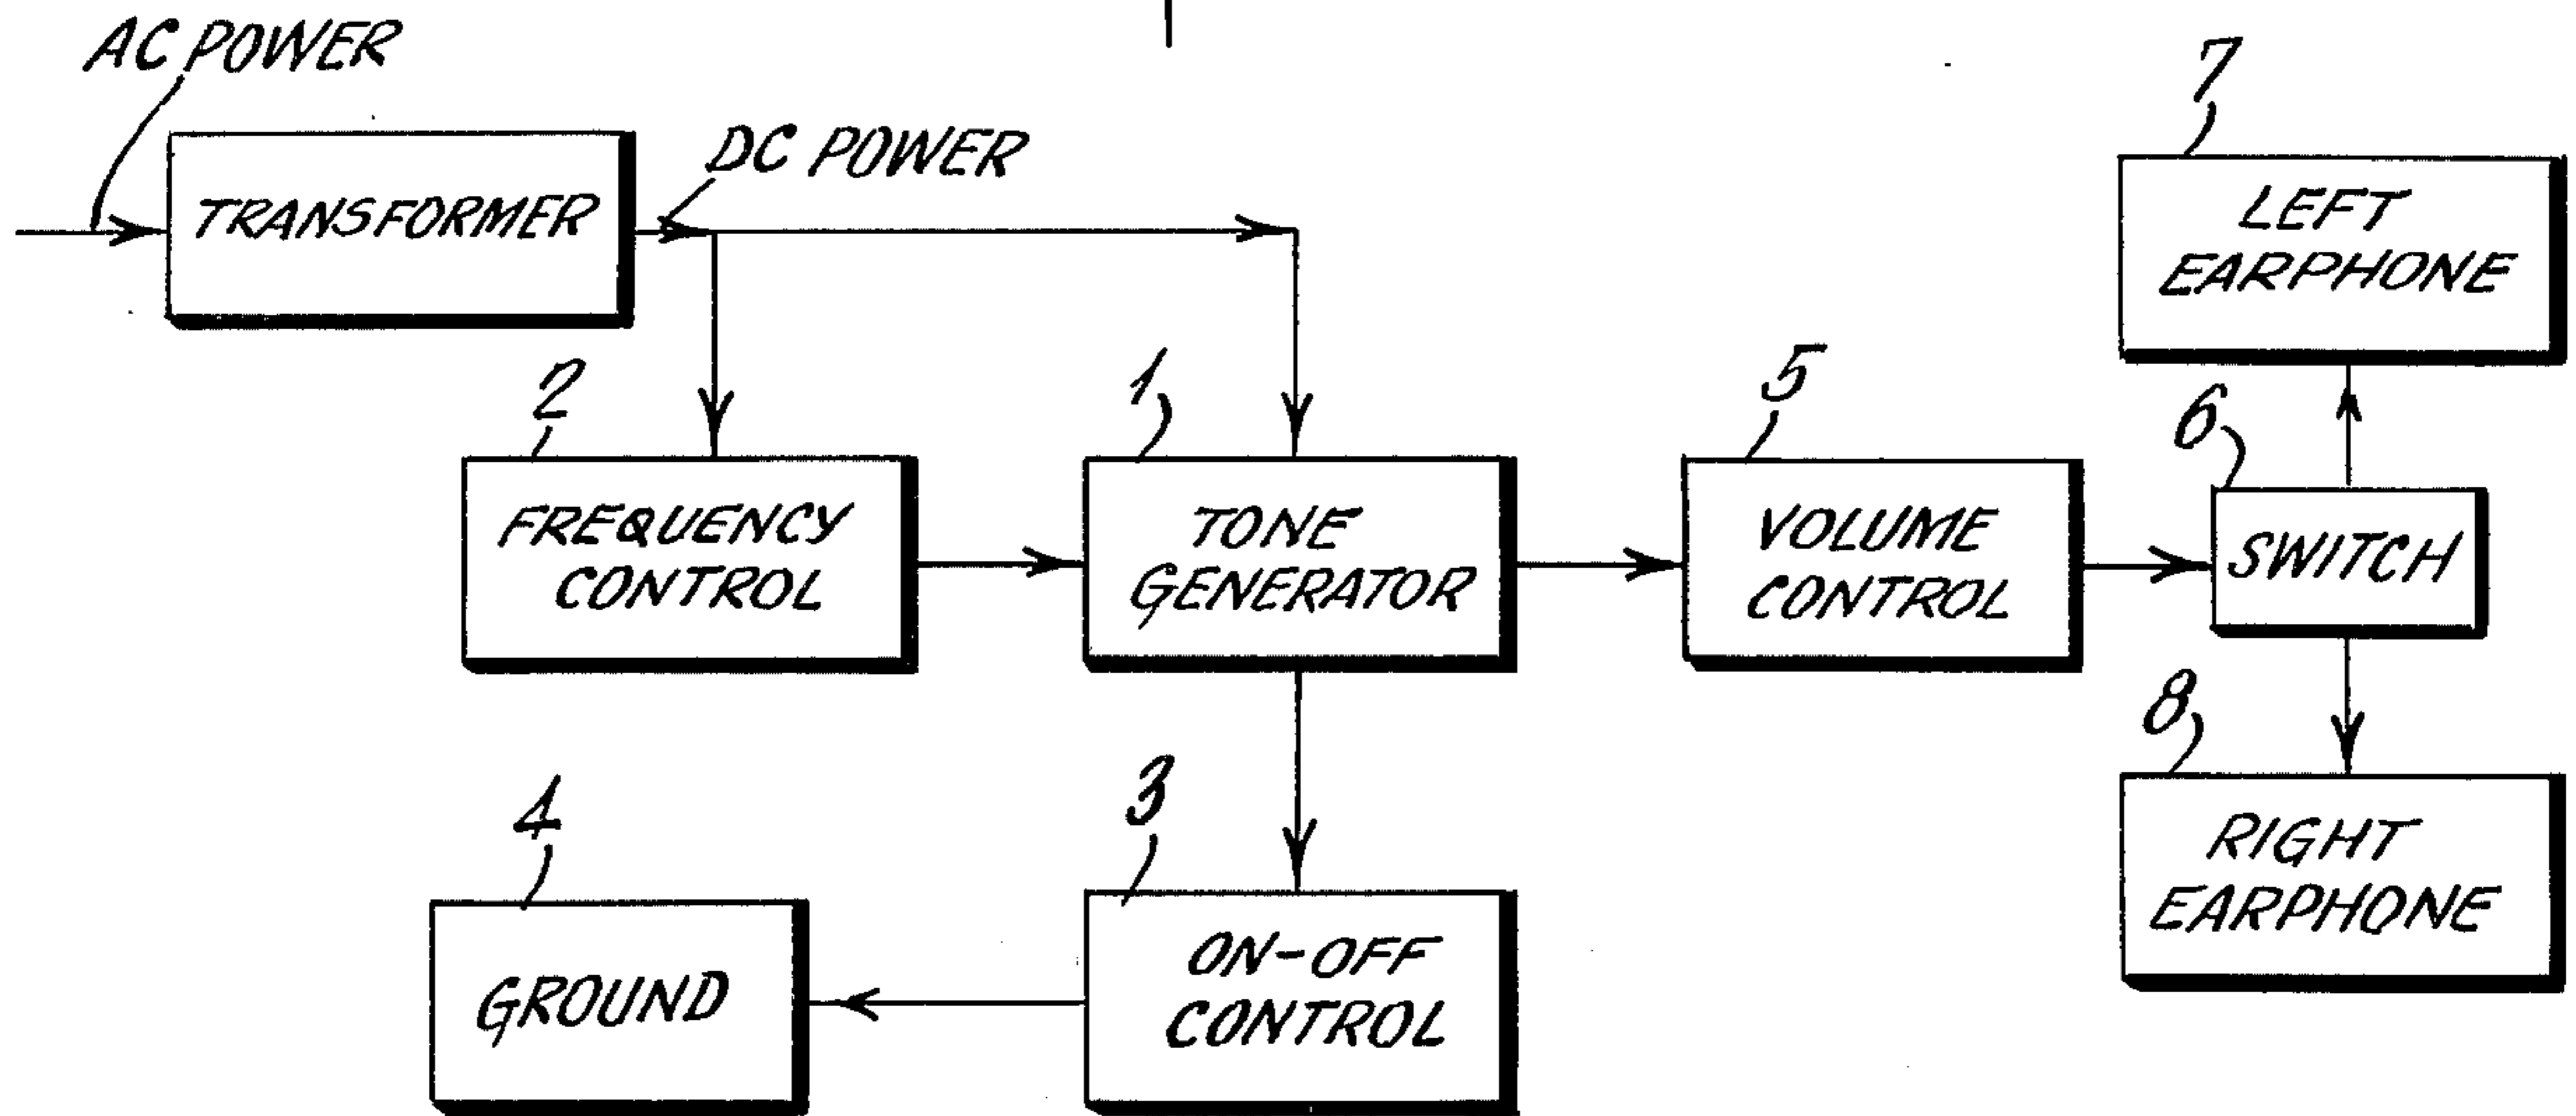 AC POWER
TRANSFORMER
DC POWER
7
LEFT
EARPHONE
2
FREQUENCY
CONTROL
1
TONE
GENERATOR
5
VOLUME
CONTROL
6
SWITCH
4
GROUND
3
ON-OFF
CONTROL
8
RIGHT
EARPHONE